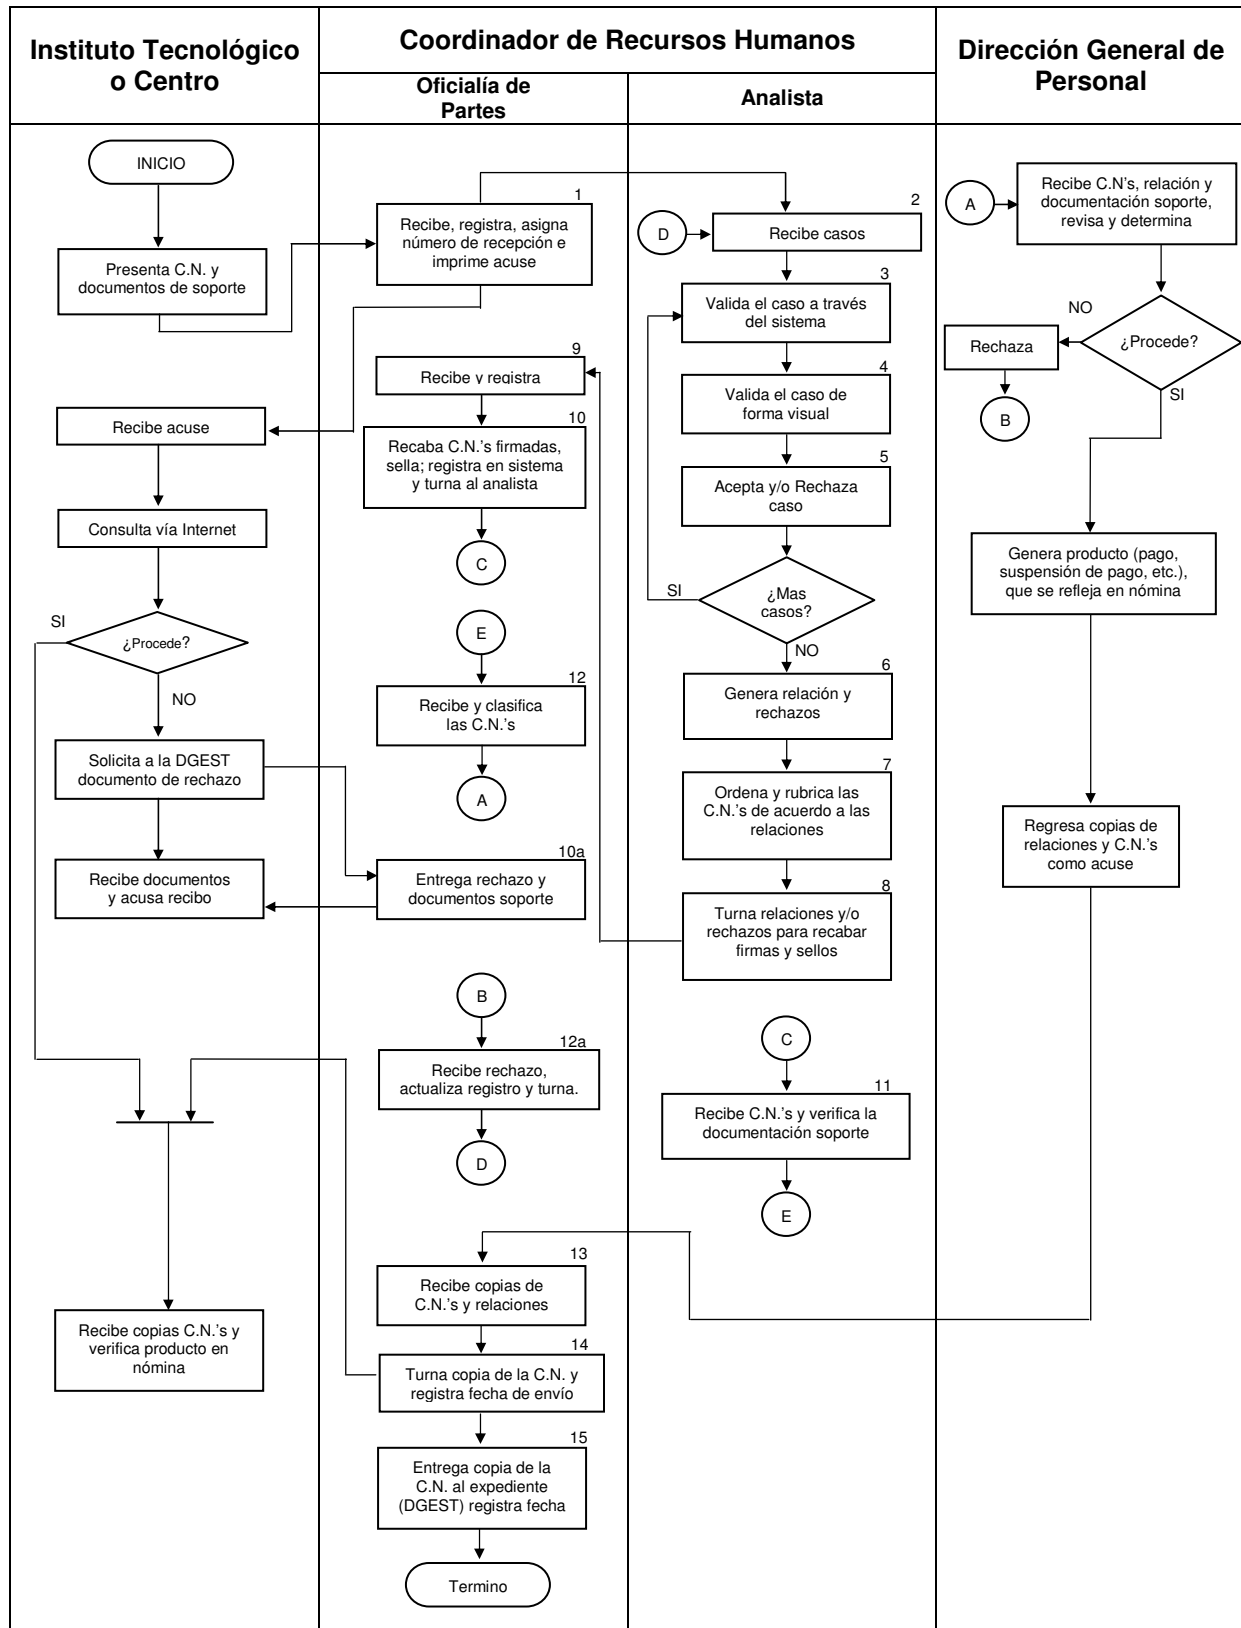 Instituto Tecnológico
o Centro
Coordinador de Recursos Humanos
Oficialía de
Partes
Analista
Dirección General de
Personal
INICIO
Presenta C.N. y
documentos de soporte
Recibe acuse
Consulta vía Internet
SI
¿Procede?
NO
Solicita a la DGEST
documento de rechazo
Recibe documentos
y acusa recibo
Recibe copias C.N.'s y
verifica producto en
nómina
1
Recibe, registra, asigna
número de recepción e
imprime acuse
9
Recibe y registra
10
Recaba C.N.'s firmadas,
sella; registra en sistema
y turna al analista
C
E
12
Recibe y clasifica
las C.N.'s
A
10a
Entrega rechazo y
documentos soporte
B
12a
Recibe rechazo,
actualiza registro y turna.
D
13
Recibe copias de
C.N.'s y relaciones
14
Turna copia de la C.N. y
registra fecha de envío
15
Entrega copia de la
C.N. al expediente
(DGEST) registra fecha
Termino
2
D
Recibe casos
3
Valida el caso a través
del sistema
4
Valida el caso de
forma visual
5
Acepta y/o Rechaza
caso
SI
¿Mas
casos?
NO
6
Genera relación y
rechazos
7
Ordena y rubrica las
C.N.'s de acuerdo a las
relaciones
8
Turna relaciones y/o
rechazos para recabar
firmas y sellos
C
11
Recibe C.N.'s y verifica la
documentación soporte
E
A
Recibe C.N's, relación y
documentación soporte,
revisa y determina
NO
Rechaza
¿Procede?
B
SI
Genera producto (pago,
suspensión de pago, etc.),
que se refleja en nómina
Regresa copias de
relaciones y C.N.'s
como acuse